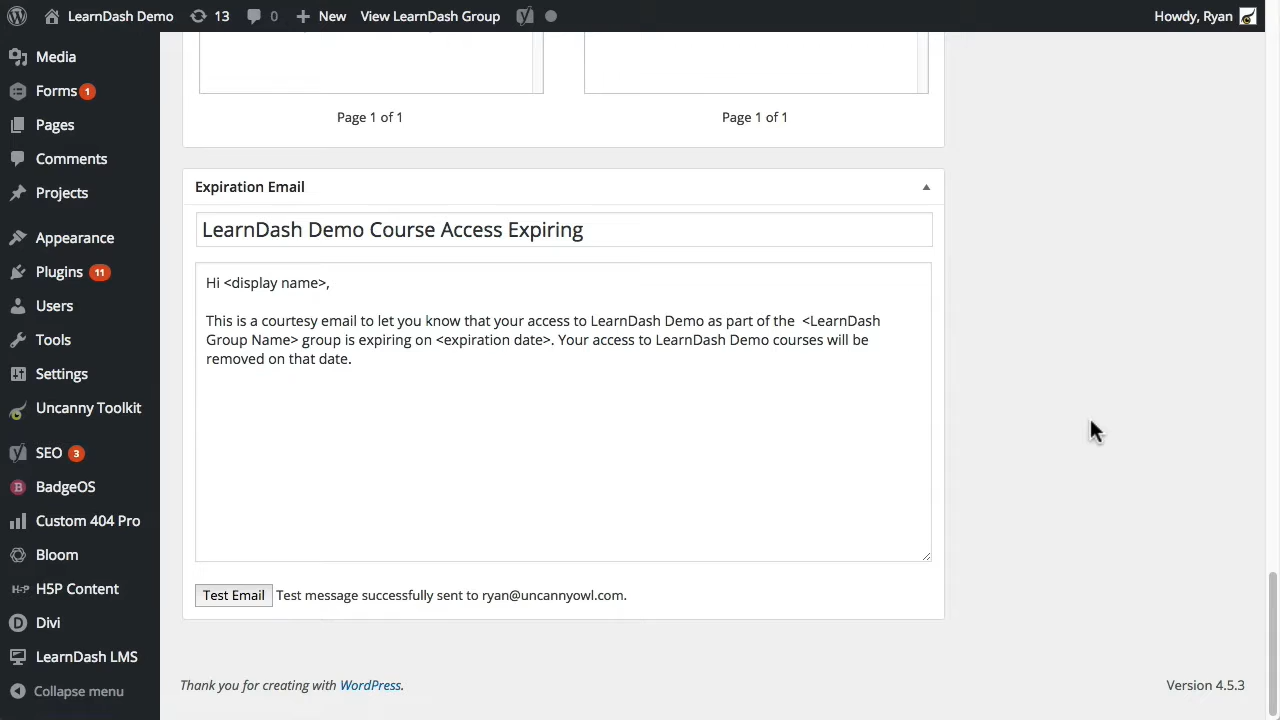 LearnDash Demo 13 0 New View LearnDash Group Howdy, Ryan
Media
Forms 1
Pages
Comments
Projects
Appearance
Plugins 11
Users
Tools
Settings
Uncanny Toolkit
SEO 3
BadgeOS
Custom 404 Pro
Bloom
H5P Content
Divi
LearnDash LMS
Collapse menu
Page 1 of 1 Page 1 of 1
Expiration Email
LearnDash Demo Course Access Expiring
Hi <display name>,
This is a courtesy email to let you know that your access to LearnDash Demo as part of the  <LearnDash
Group Name> group is expiring on <expiration date>. Your access to LearnDash Demo courses will be
removed on that date.
Test Email Test message successfully sent to ryan@uncannyowl.com.
Thank you for creating with WordPress. Version 4.5.3